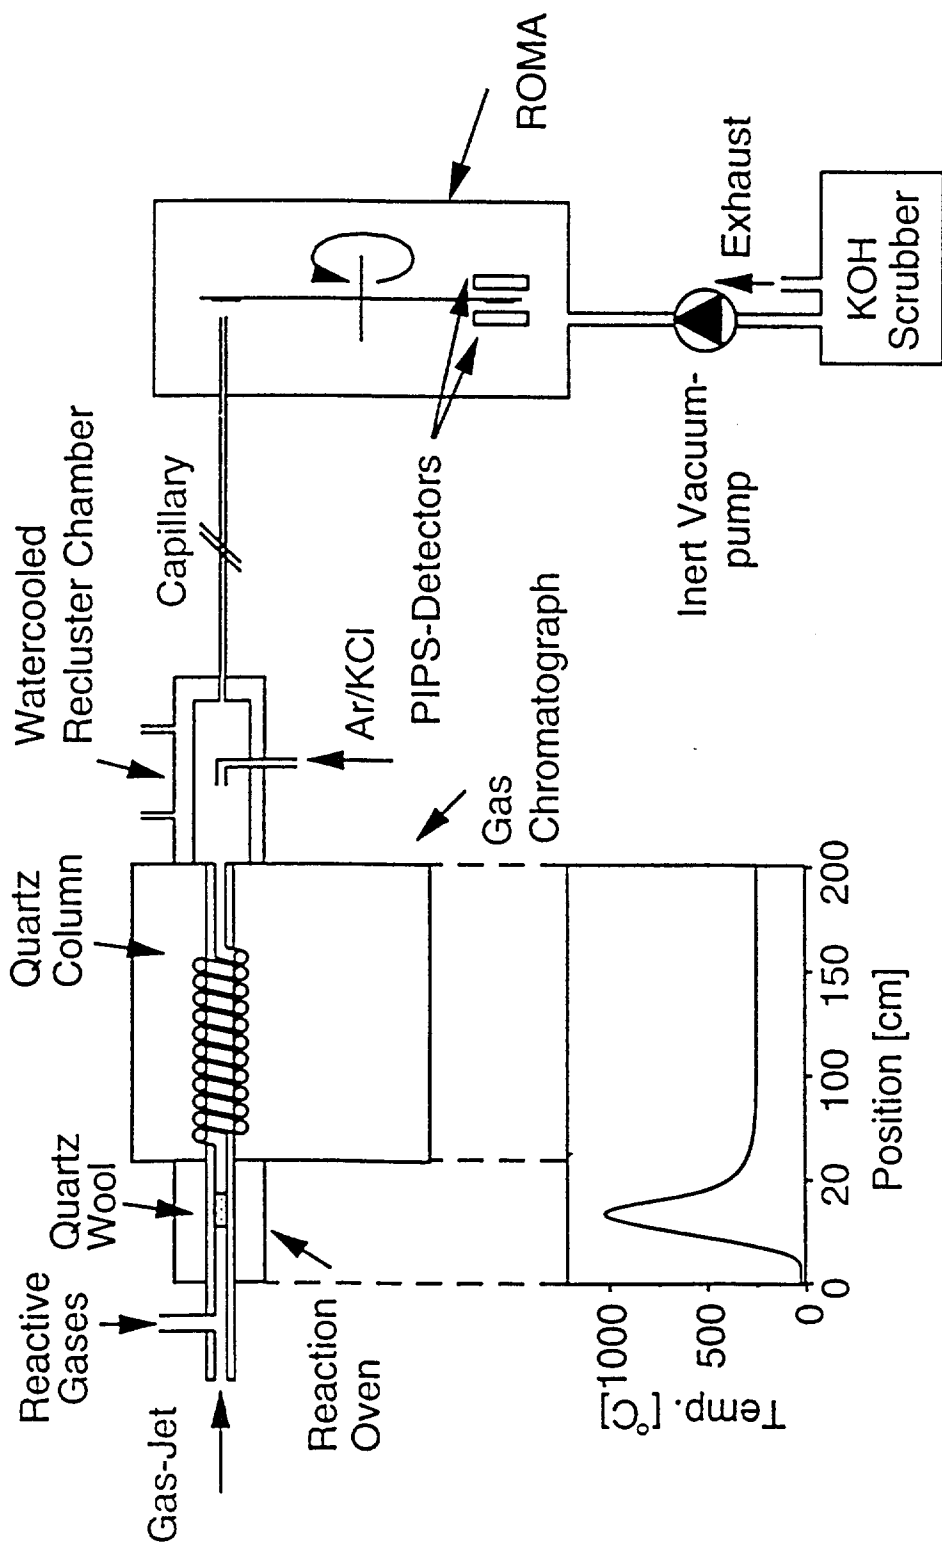 Gas-Jet
Reactive
Gases
Quartz
Wool
Quartz
Column
Watercooled
Recluster Chamber
Capillary
ROMA
Reaction
Oven
Gas
Chromatograph
Ar/KCl
PIPS-Detectors
Inert Vacuum-
pump
Exhaust
KOH
Scrubber
Temp. [°C]
1000
500
0
0
20
100
150
200
Position [cm]